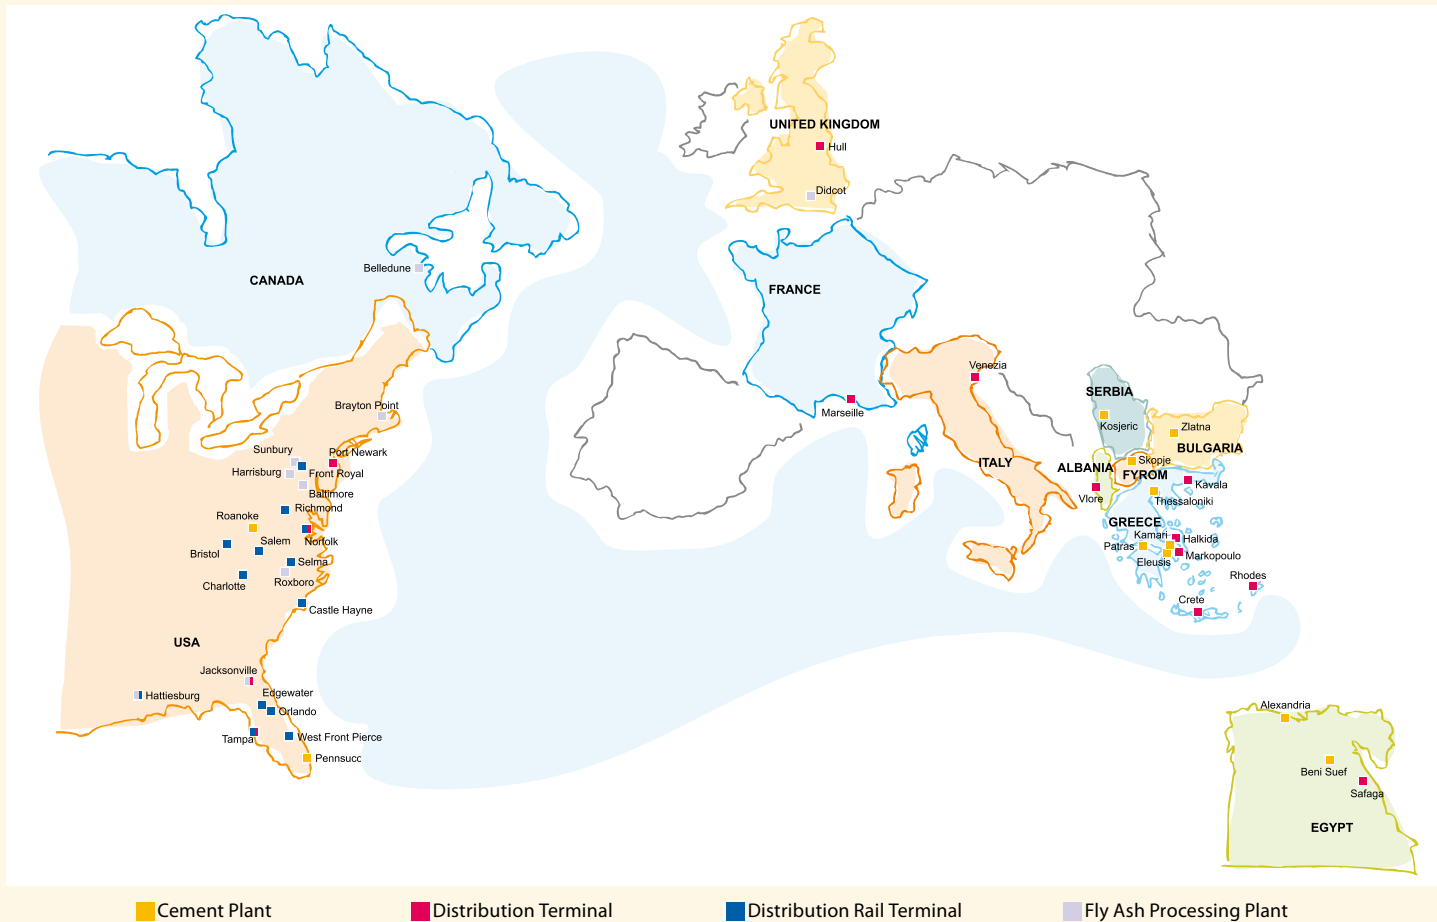 UNITED KINGDOM
Hull
Didcot
Belledune
CANADA
FRANCE
Venezia
Marseille
SERBIA
Kosjeric
Zlatna
BULGARIA
Brayton Point
Sunbury
Port Newark
Harrisburg
Front Royal
Baltimore
ITALY
ALBANIA
Skopje
FYROM
Vlore
Kavala
Thessaloniki
Richmond
Roanoke
GREECE
Kamari
Halkida
Patras
Markopoulo
Eleusis
Salem
Norfolk
Bristol
Selma
Charlotte
Roxboro
Rhodes
Crete
Castle Hayne
USA
Jacksonville
Hattiesburg
Edgewater
Orlando
Tampa
West Front Pierce
Pennsuco
Alexandria
Beni Suef
Safaga
EGYPT
Cement Plant
Distribution Terminal
Distribution Rail Terminal
Fly Ash Processing Plant